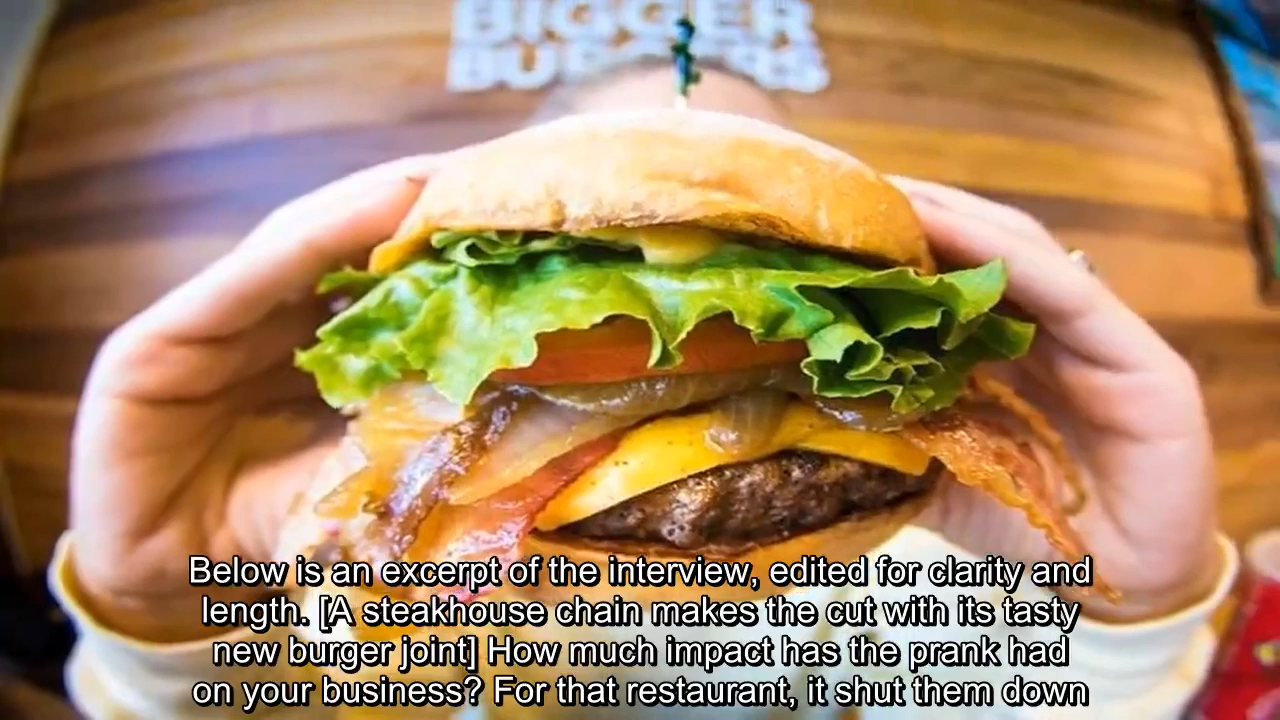 BIGGER
BURGERS
Below is an excerpt of the interview, edited for clarity and
length. [A steakhouse chain makes the cut with its tasty
new burger joint] How much impact has the prank had
on your business? For that restaurant, it shut them down